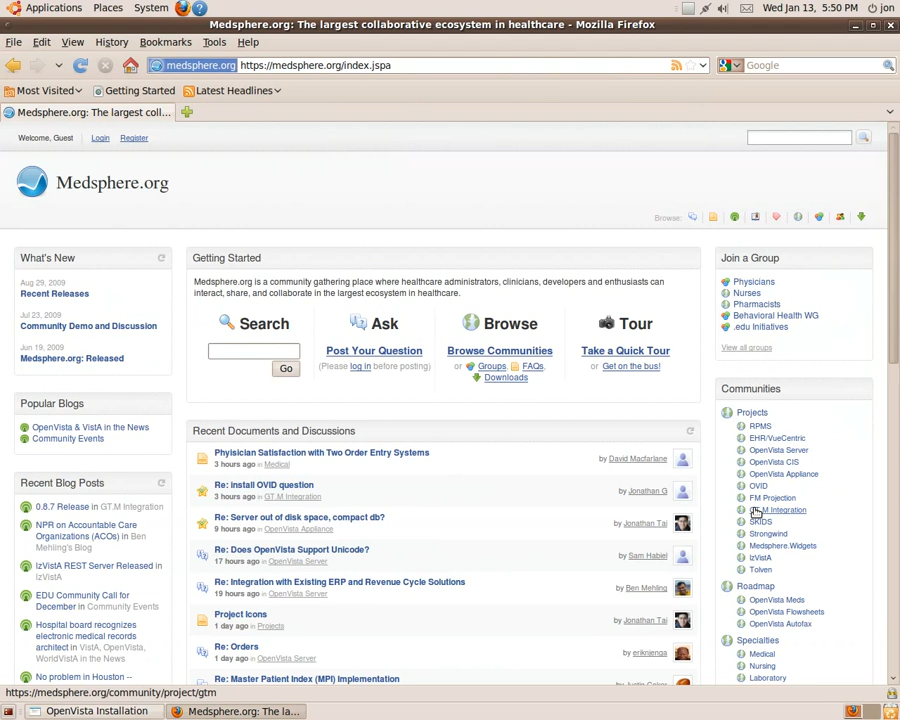 Applications Places System Wed Jan 13, 5:50 PM jon
Medsphere.org: The largest collaborative ecosystem in healthcare - Mozilla Firefox
File Edit View History Bookmarks Tools Help
medsphere.org https://medsphere.org/index.jspa Google
Most Visited Getting Started Latest Headlines
Medsphere.org: The largest coll...
Welcome, Guest Login Register
Medsphere.org
Browse:
What's New
Aug 29, 2009
Recent Releases
Jul 23, 2009
Community Demo and Discussion
Jun 19, 2009
Medsphere.org: Released
Popular Blogs
OpenVista & VistA in the News
Community Events
Recent Blog Posts
0.8.7 Release in GT.M Integration
NPR on Accountable Care
Organizations (ACOs) in Ben
Mehling's Blog
izVistA REST Server Released in
IzVistA
EDU Community Call for
December in Community Events
Hospital board recognizes
electronic medical records
architect in VistA, OpenVista,
WorldVistA in the News
No problem in Houston --
Getting Started
Medsphere.org is a community gathering place where healthcare administrators, clinicians, developers and enthusiasts can
interact, share, and collaborate in the largest ecosystem in healthcare.
Search
Go
Ask
Post Your Question
(Please log in before posting)
Browse
Browse Communities
or Groups, FAQs,
Downloads
Tour
Take a Quick Tour
or Get on the bus!
Recent Documents and Discussions
Phyisician Satisfaction with Two Order Entry Systems
3 hours ago in Medical by David Macfarlane
Re: install OVID question
3 hours ago in GT.M Integration by Jonathan G
Re: Server out of disk space, compact db?
9 hours ago in OpenVista Appliance by Jonathan Tai
Re: Does OpenVista Support Unicode?
17 hours ago in OpenVista Server by Sam Habiel
Re: Integration with Existing ERP and Revenue Cycle Solutions
19 hours ago in OpenVista Server by Ben Mehling
Project Icons
1 day ago in Projects by Jonathan Tai
Re: Orders
1 day ago in OpenVista Server by eriknjenga
Re: Master Patient Index (MPI) Implementation
Join a Group
Physicians
Nurses
Pharmacists
Behavioral Health WG
.edu Initiatives
View all groups
Communities
Projects
RPMS
EHR/VueCentric
OpenVista Server
OpenVista CIS
OpenVista Appliance
OVID
FM Projection
GT.M Integration
SKIDS
Strongwind
Medsphere.Widgets
IzVistA
Tolven
Roadmap
OpenVista Meds
OpenVista Flowsheets
OpenVista Autofax
Specialties
Medical
Nursing
Laboratory
https://medsphere.org/community/project/gtm
OpenVista Installation Medsphere.org: The la...